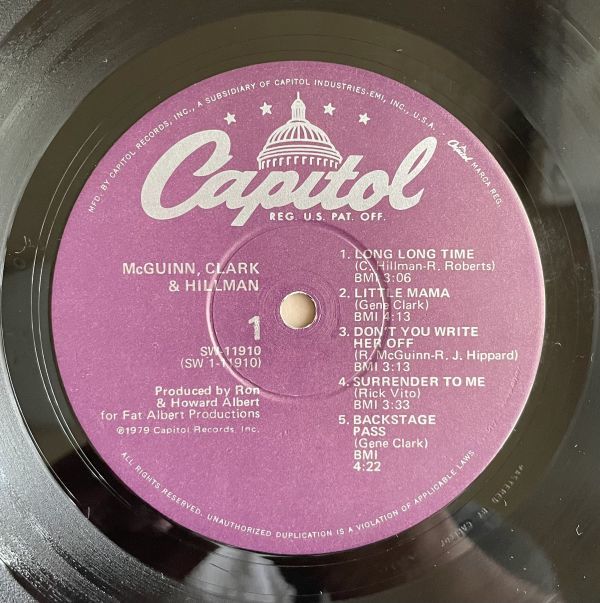 MFD. BY CAPITOL RECORDS, INC., A SUBSIDIARY OF CAPITOL INDUSTRIES-EMI, INC., U.S.A.
Capitol MARCA REG.
Capitol
REG. U.S. PAT. OFF.
McGUINN, CLARK
& HILLMAN
1
SW-11910
(SW 1-11910)
Produced by Ron
& Howard Albert
for Fat Albert Productions
℗1979 Capitol Records, Inc.
1. LONG LONG TIME
(C. Hillman-R. Roberts)
BMI 3:06
2. LITTLE MAMA
(Gene Clark)
BMI 4:13
3. DON'T YOU WRITE
HER OFF
(R. McGuinn-R. J. Hippard)
BMI 3:13
4. SURRENDER TO ME
(Rick Vito)
BMI 3:33
5. BACKSTAGE
PASS
(Gene Clark)
BMI
4:22
ALL RIGHTS RESERVED. UNAUTHORIZED DUPLICATION IS A VIOLATION OF APPLICABLE LAWS
MASTERED BY CAPITOL